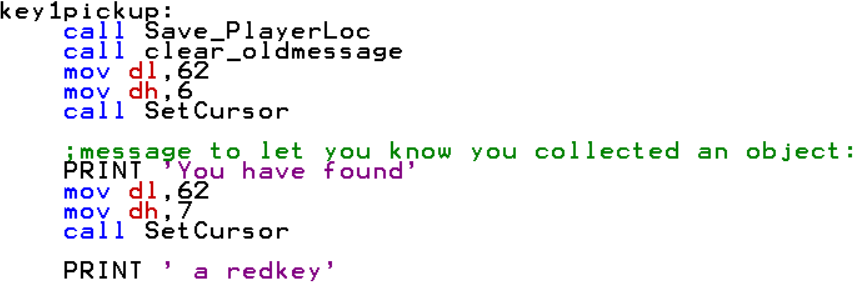 key1pickup:
call Save_PlayerLoc
call clear_oldmessage
mov dl,62
mov dh,6
call SetCursor
;message to let you know you collected an object:
PRINT 'You have found'
mov dl,62
mov dh,7
call SetCursor
PRINT ' a redkey'